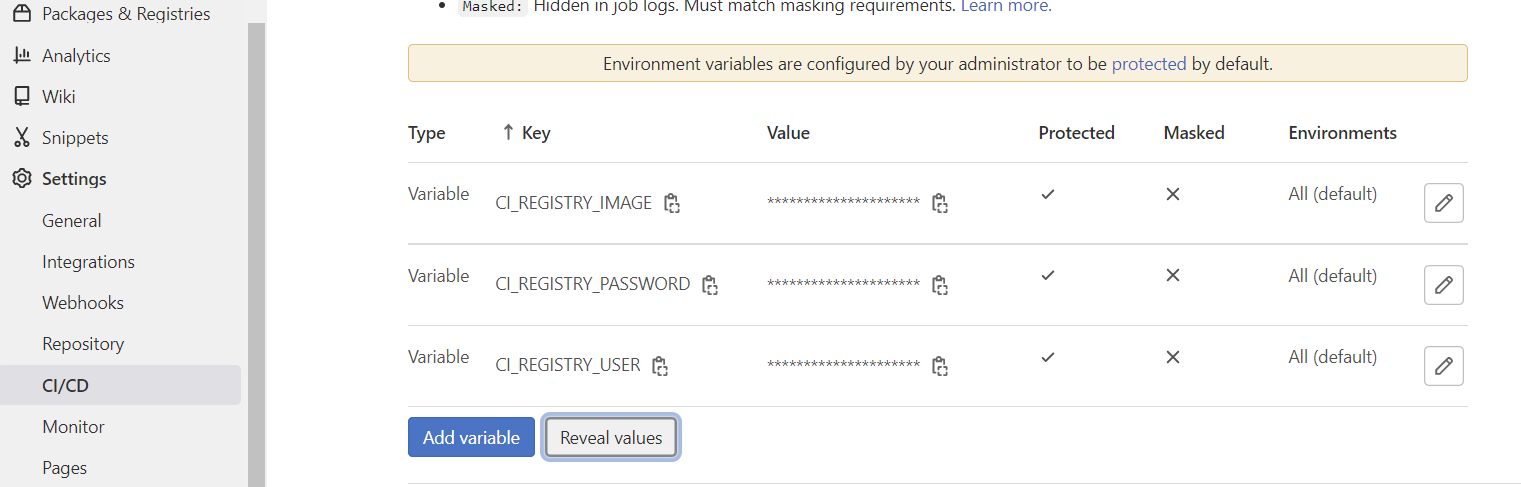 Packages & Registries
Analytics
Wiki
Snippets
Settings
General
Integrations
Webhooks
Repository
CI/CD
Monitor
Pages
Masked: Hidden in job logs. Must match masking requirements. Learn more.
Environment variables are configured by your administrator to be protected by default.
Type ↑ Key Value Protected Masked Environments
Variable CI_REGISTRY_IMAGE ********************* All (default)
Variable CI_REGISTRY_PASSWORD ********************* All (default)
Variable CI_REGISTRY_USER ********************* All (default)
Add variable Reveal values